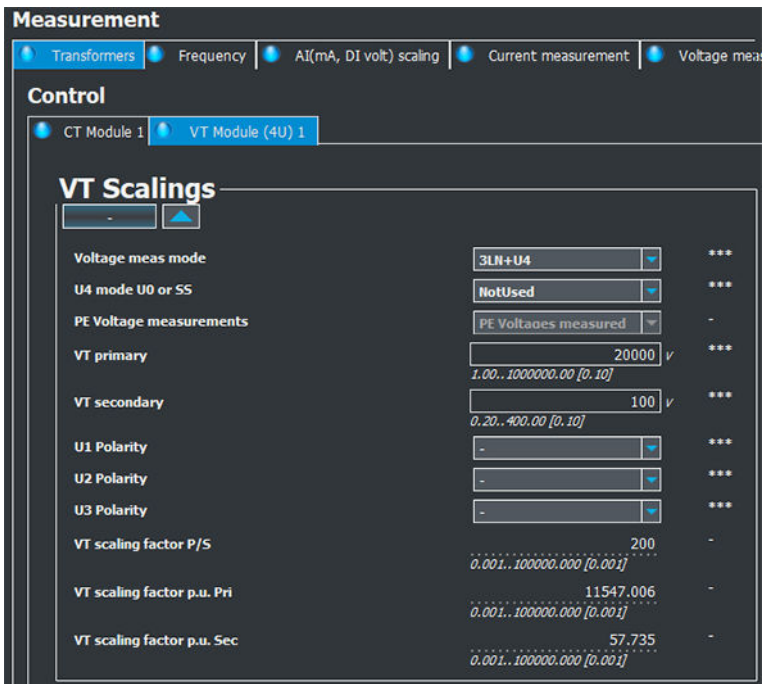 Measurement
Transformers Frequency AI(mA, DI volt) scaling Current measurement Voltage meas
Control
CT Module 1 VT Module (4U) 1
VT Scalings
-
Voltage meas mode 3LN+U4 ***
U4 mode U0 or SS NotUsed ***
PE Voltage measurements PE Voltages measured -
VT primary 20000 V ***
1.00..1000000.00 [0.10]
VT secondary 100 V ***
0.20..400.00 [0.10]
U1 Polarity - ***
U2 Polarity - ***
U3 Polarity - ***
VT scaling factor P/S 200 -
0.001..100000.000 [0.001]
VT scaling factor p.u. Pri 11547.006 -
0.001..100000.000 [0.001]
VT scaling factor p.u. Sec 57.735 -
0.001..100000.000 [0.001]